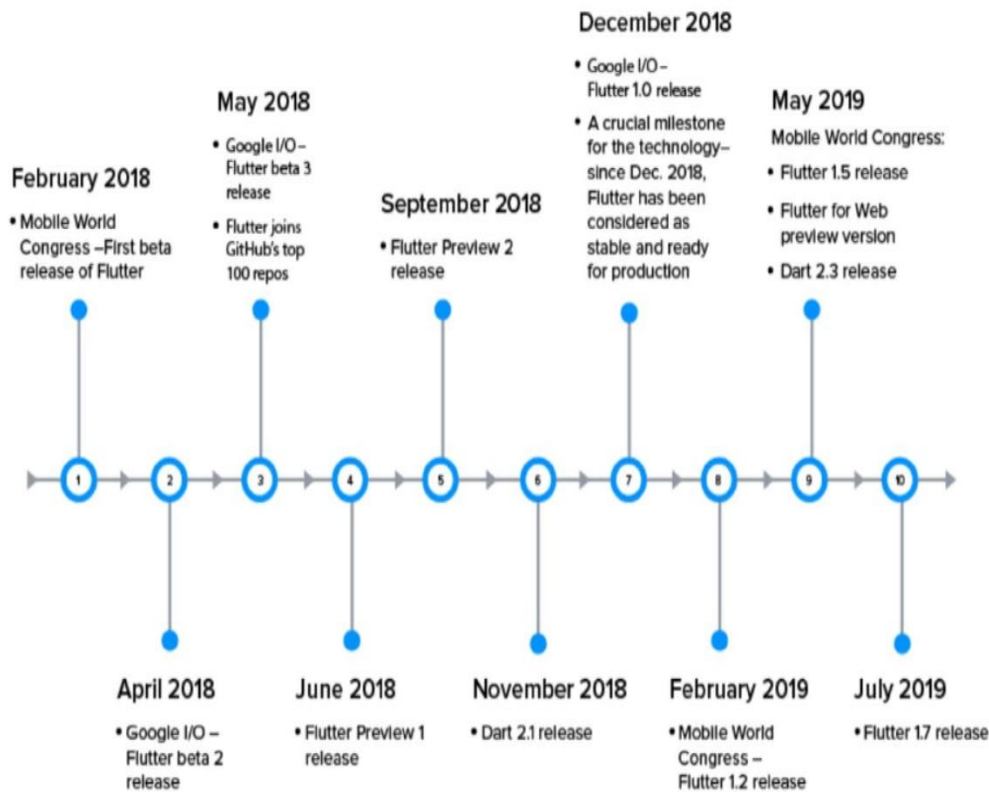 February 2018
• Mobile World
Congress –First beta
release of Flutter
May 2018
• Google I/O–
Flutter beta 3
release
• Flutter joins
GitHub's top
100 repos
September 2018
• Flutter Preview 2
release
December 2018
• Google I/O–
Flutter 1.0 release
• A crucial milestone
for the technology–
since Dec. 2018,
Flutter has been
considered as
stable and ready
for production
May 2019
Mobile World Congress:
• Flutter 1.5 release
• Flutter for Web
preview version
• Dart 2.3 release
1 2 3 4 5 6 7 8 9 10
April 2018
• Google I/O –
Flutter beta 2
release
June 2018
• Flutter Preview 1
release
November 2018
• Dart 2.1 release
February 2019
• Mobile World
Congress –
Flutter 1.2 release
July 2019
• Flutter 1.7 release